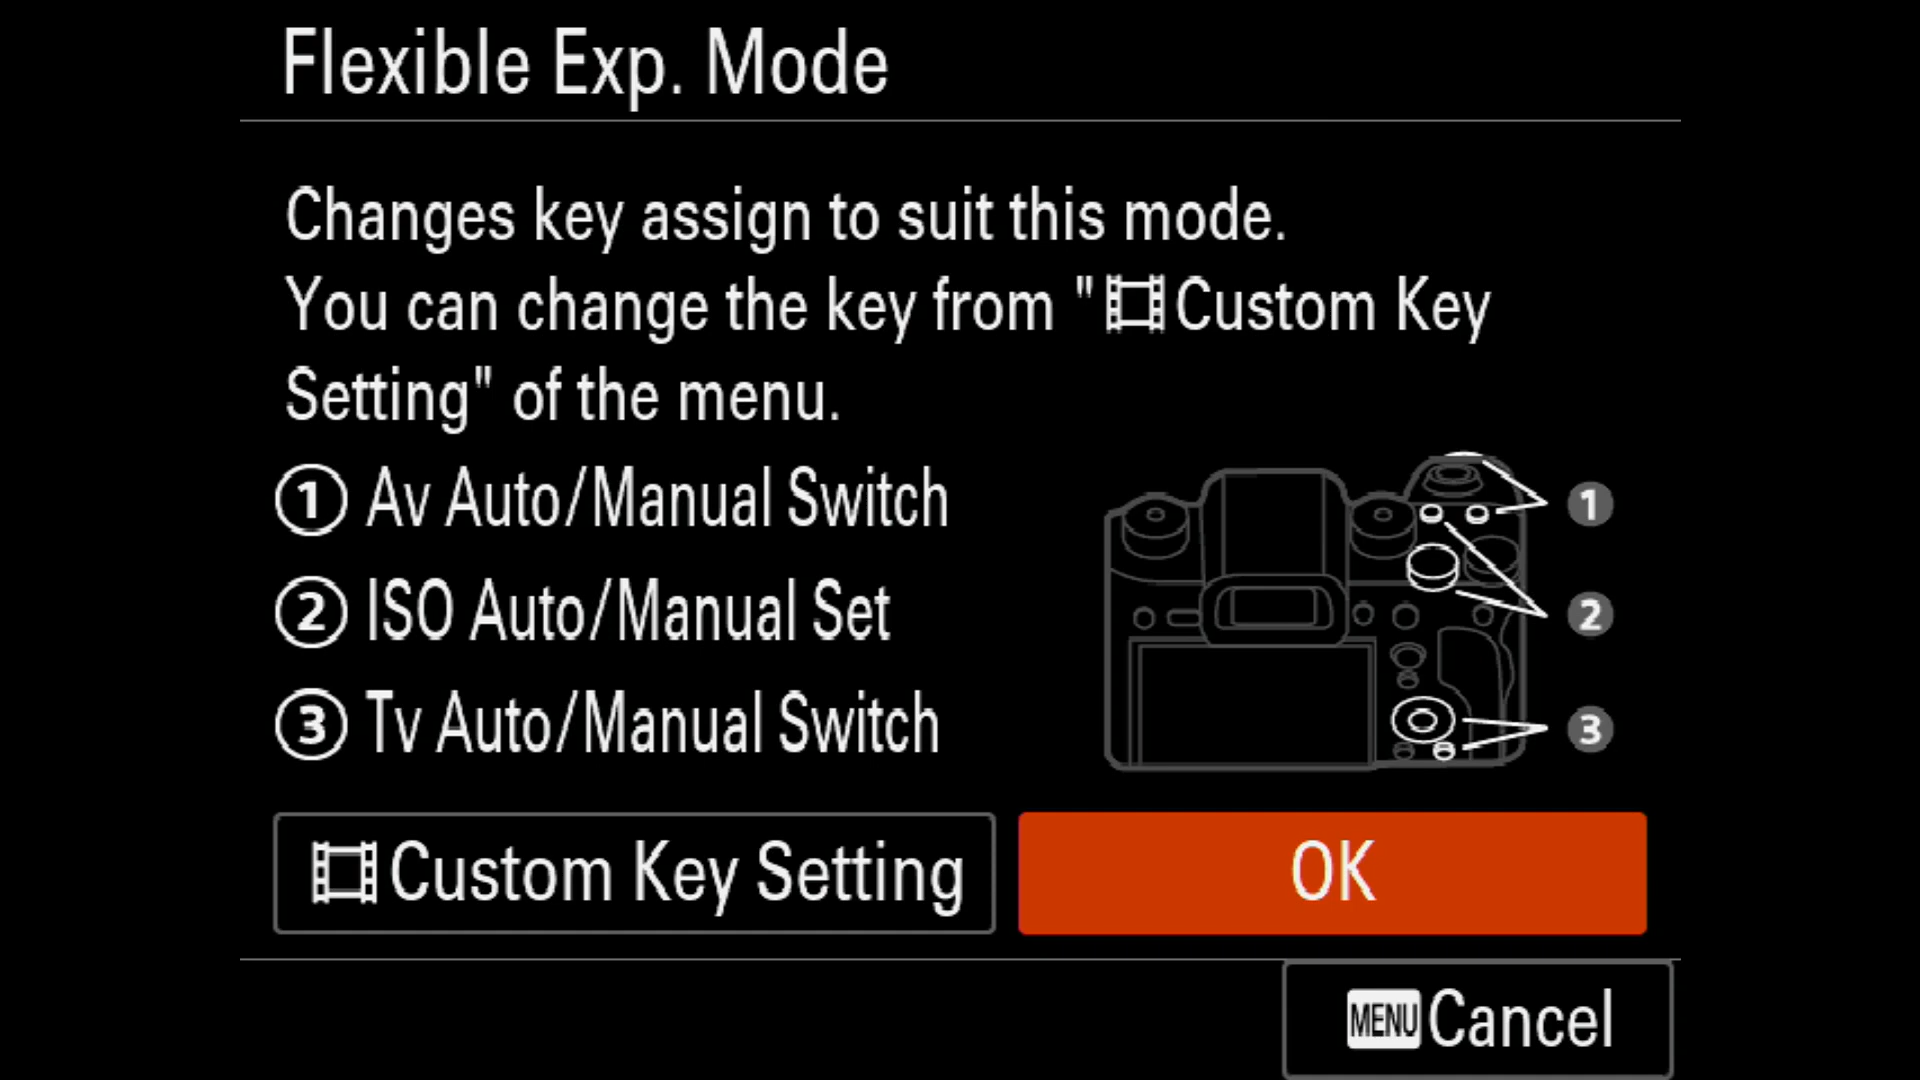 Flexible Exp. Mode
Changes key assign to suit this mode.
You can change the key from "Custom Key
Setting" of the menu.
① Av Auto/Manual Switch
② ISO Auto/Manual Set
③ Tv Auto/Manual Switch
1
2
3
Custom Key Setting
OK
MENU Cancel